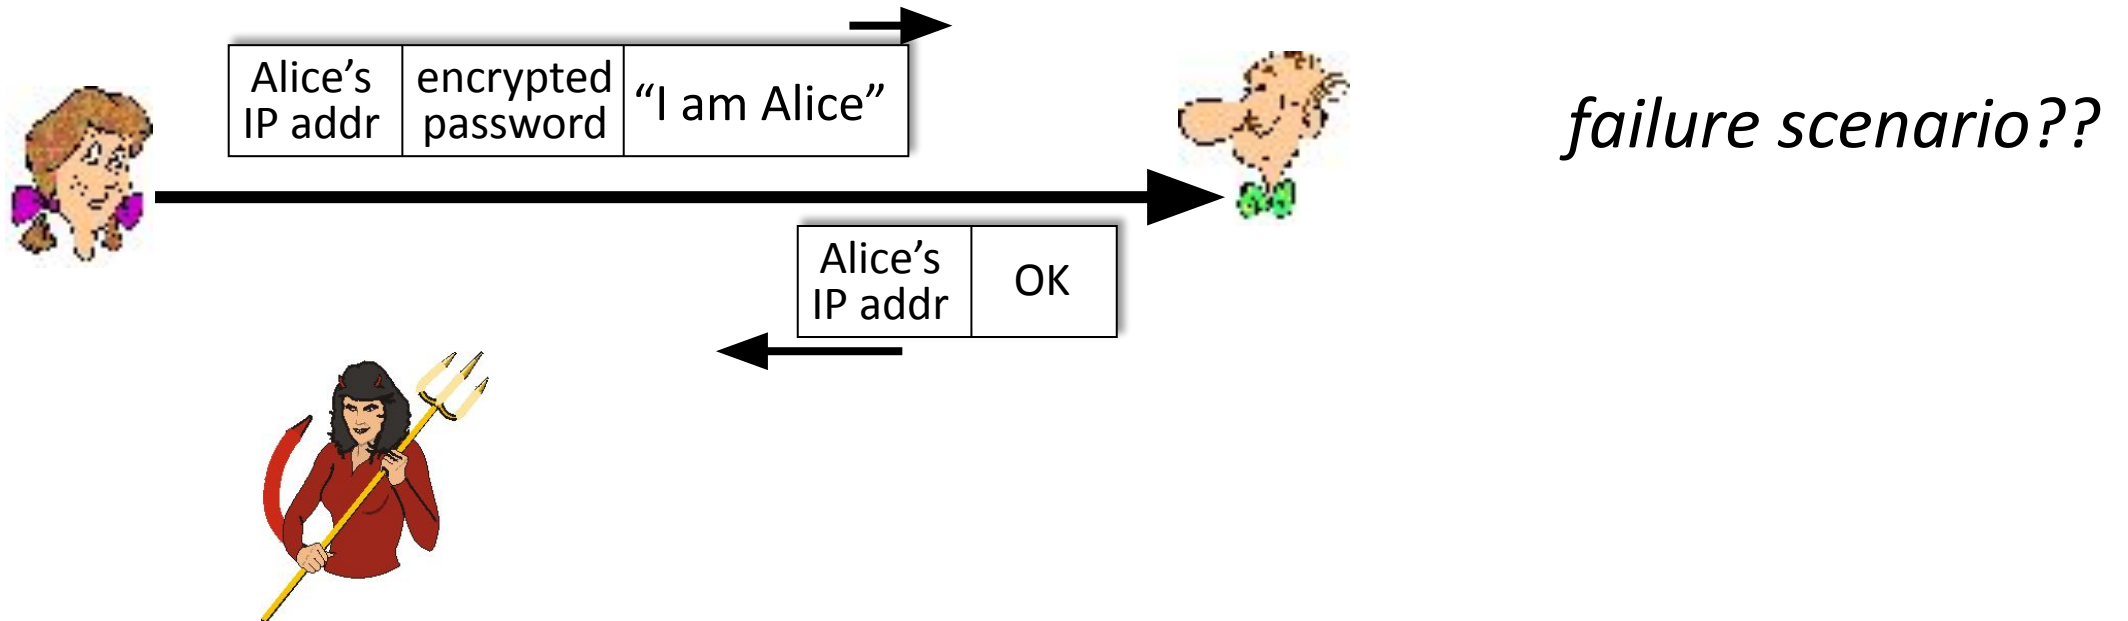 Alice’s
IP addr
encrypted
password
“I am Alice”
failure scenario??
Alice’s
IP addr
OK